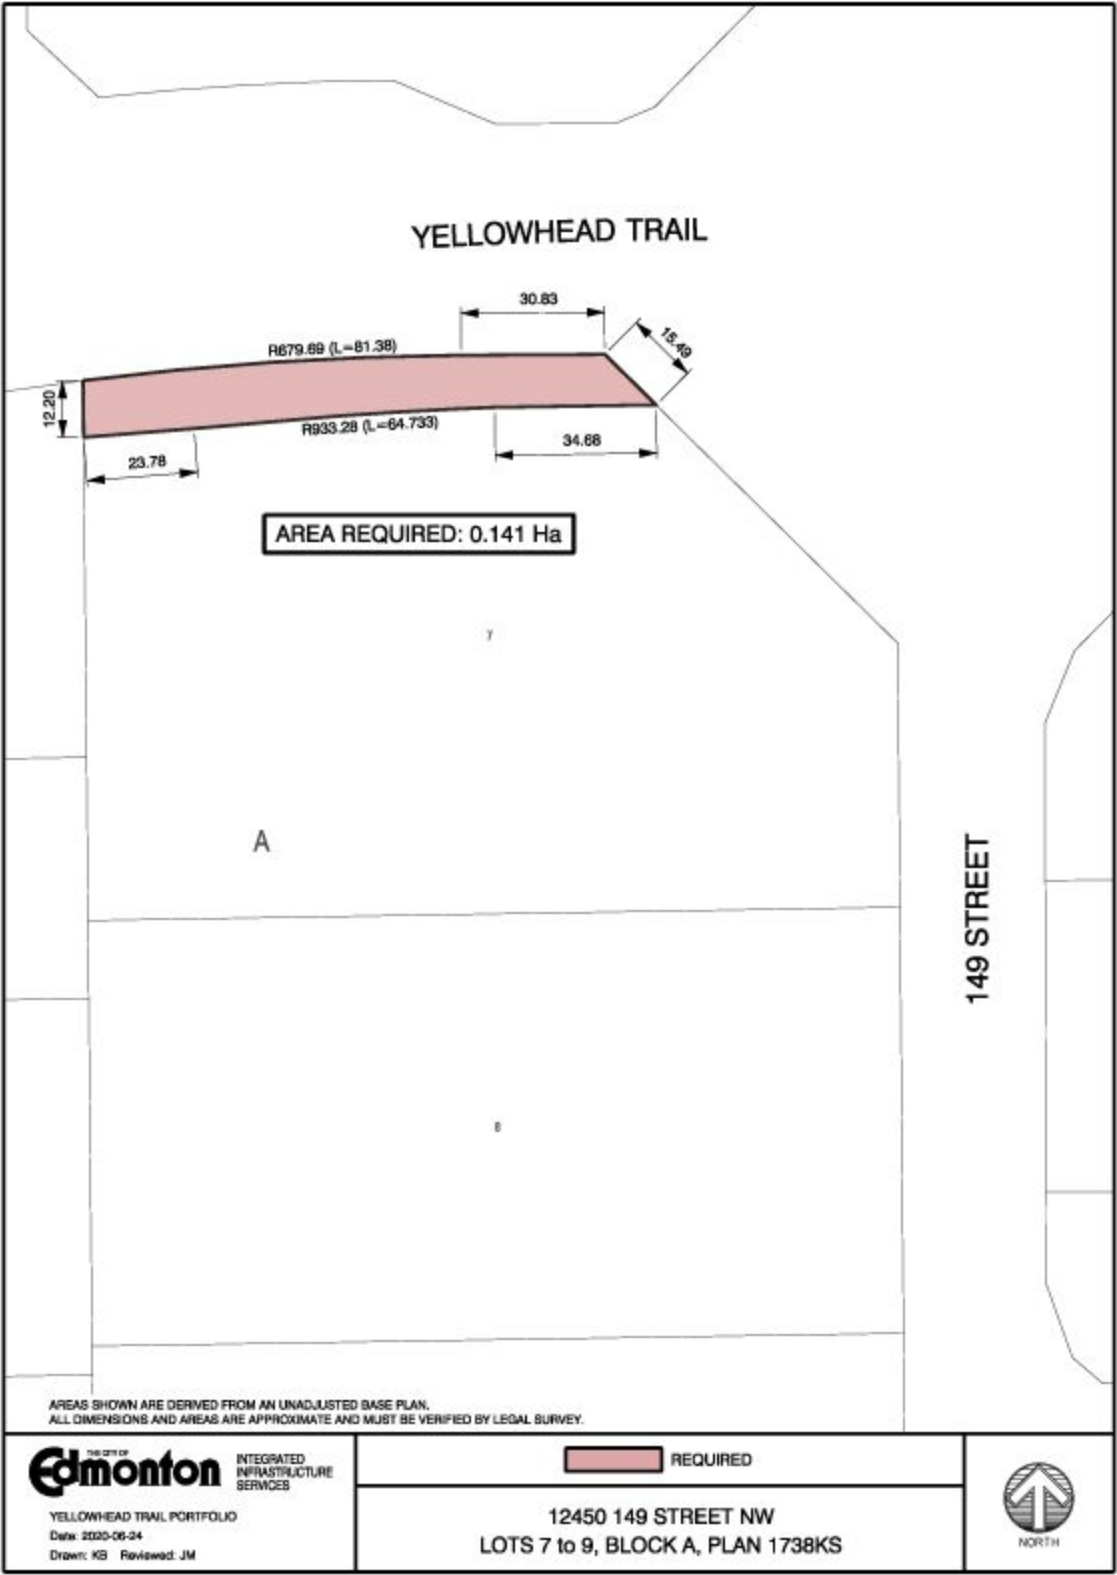 YELLOWHEAD TRAIL
30.83
15.49
R679.69 (L=81.38)
12.20
R933.28 (L=64.733)
34.68
23.78
AREA REQUIRED: 0.141 Ha
7
A
149 STREET
8
AREAS SHOWN ARE DERIVED FROM AN UNADJUSTED BASE PLAN.
ALL DIMENSIONS AND AREAS ARE APPROXIMATE AND MUST BE VERIFIED BY LEGAL SURVEY.
THE CITY OF
Edmonton
INTEGRATED
INFRASTRUCTURE
SERVICES
YELLOWHEAD TRAIL PORTFOLIO
Date: 2020-06-24
Drawn: KB Reviewed: JM
REQUIRED
12450 149 STREET NW
LOTS 7 to 9, BLOCK A, PLAN 1738KS
NORTH